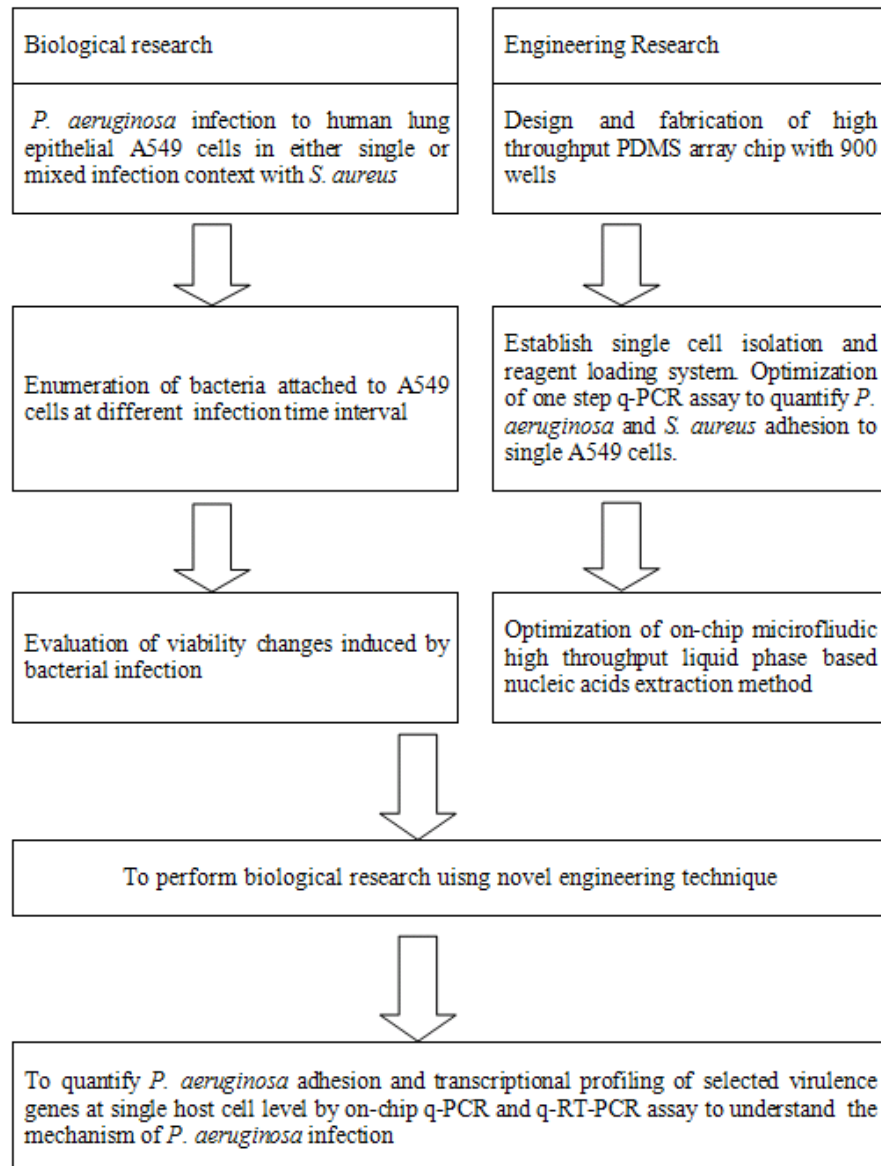 Biological research
P. aeruginosa infection to human lung
epithelial A549 cells in either single or
mixed infection context with S. aureus
Enumeration of bacteria attached to A549
cells at different infection time interval
Evaluation of viability changes induced by
bacterial infection
Engineering Research
Design and fabrication of high
throughput PDMS array chip with 900
wells
Establish single cell isolation and
reagent loading system. Optimization
of one step q-PCR assay to quantify P.
aeruginosa and S. aureus adhesion to
single A549 cells.
Optimization of on-chip micirofliudic
high throughput liquid phase based
nucleic acids extraction method
To perform biological research uisng novel engineering technique
To quantify P. aeruginosa adhesion and transcriptional profiling of selected virulence
genes at single host cell level by on-chip q-PCR and q-RT-PCR assay to understand the
mechanism of P. aeruginosa infection